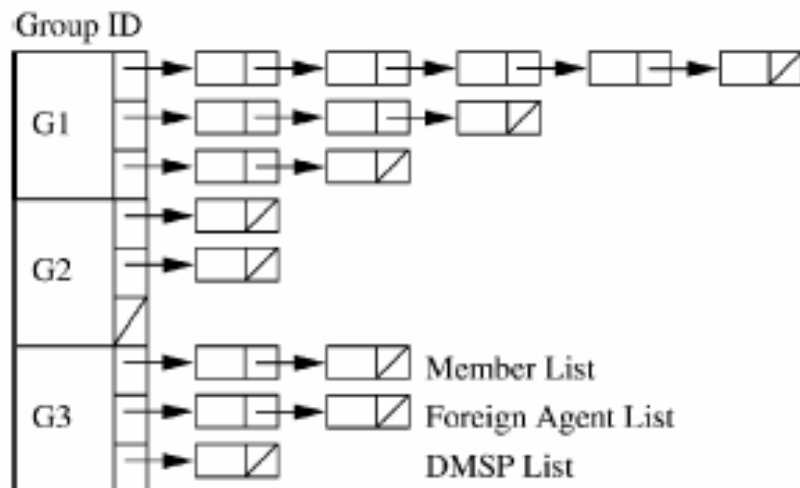 Group ID
G1
G2
G3
Member List
Foreign Agent List
DMSP List